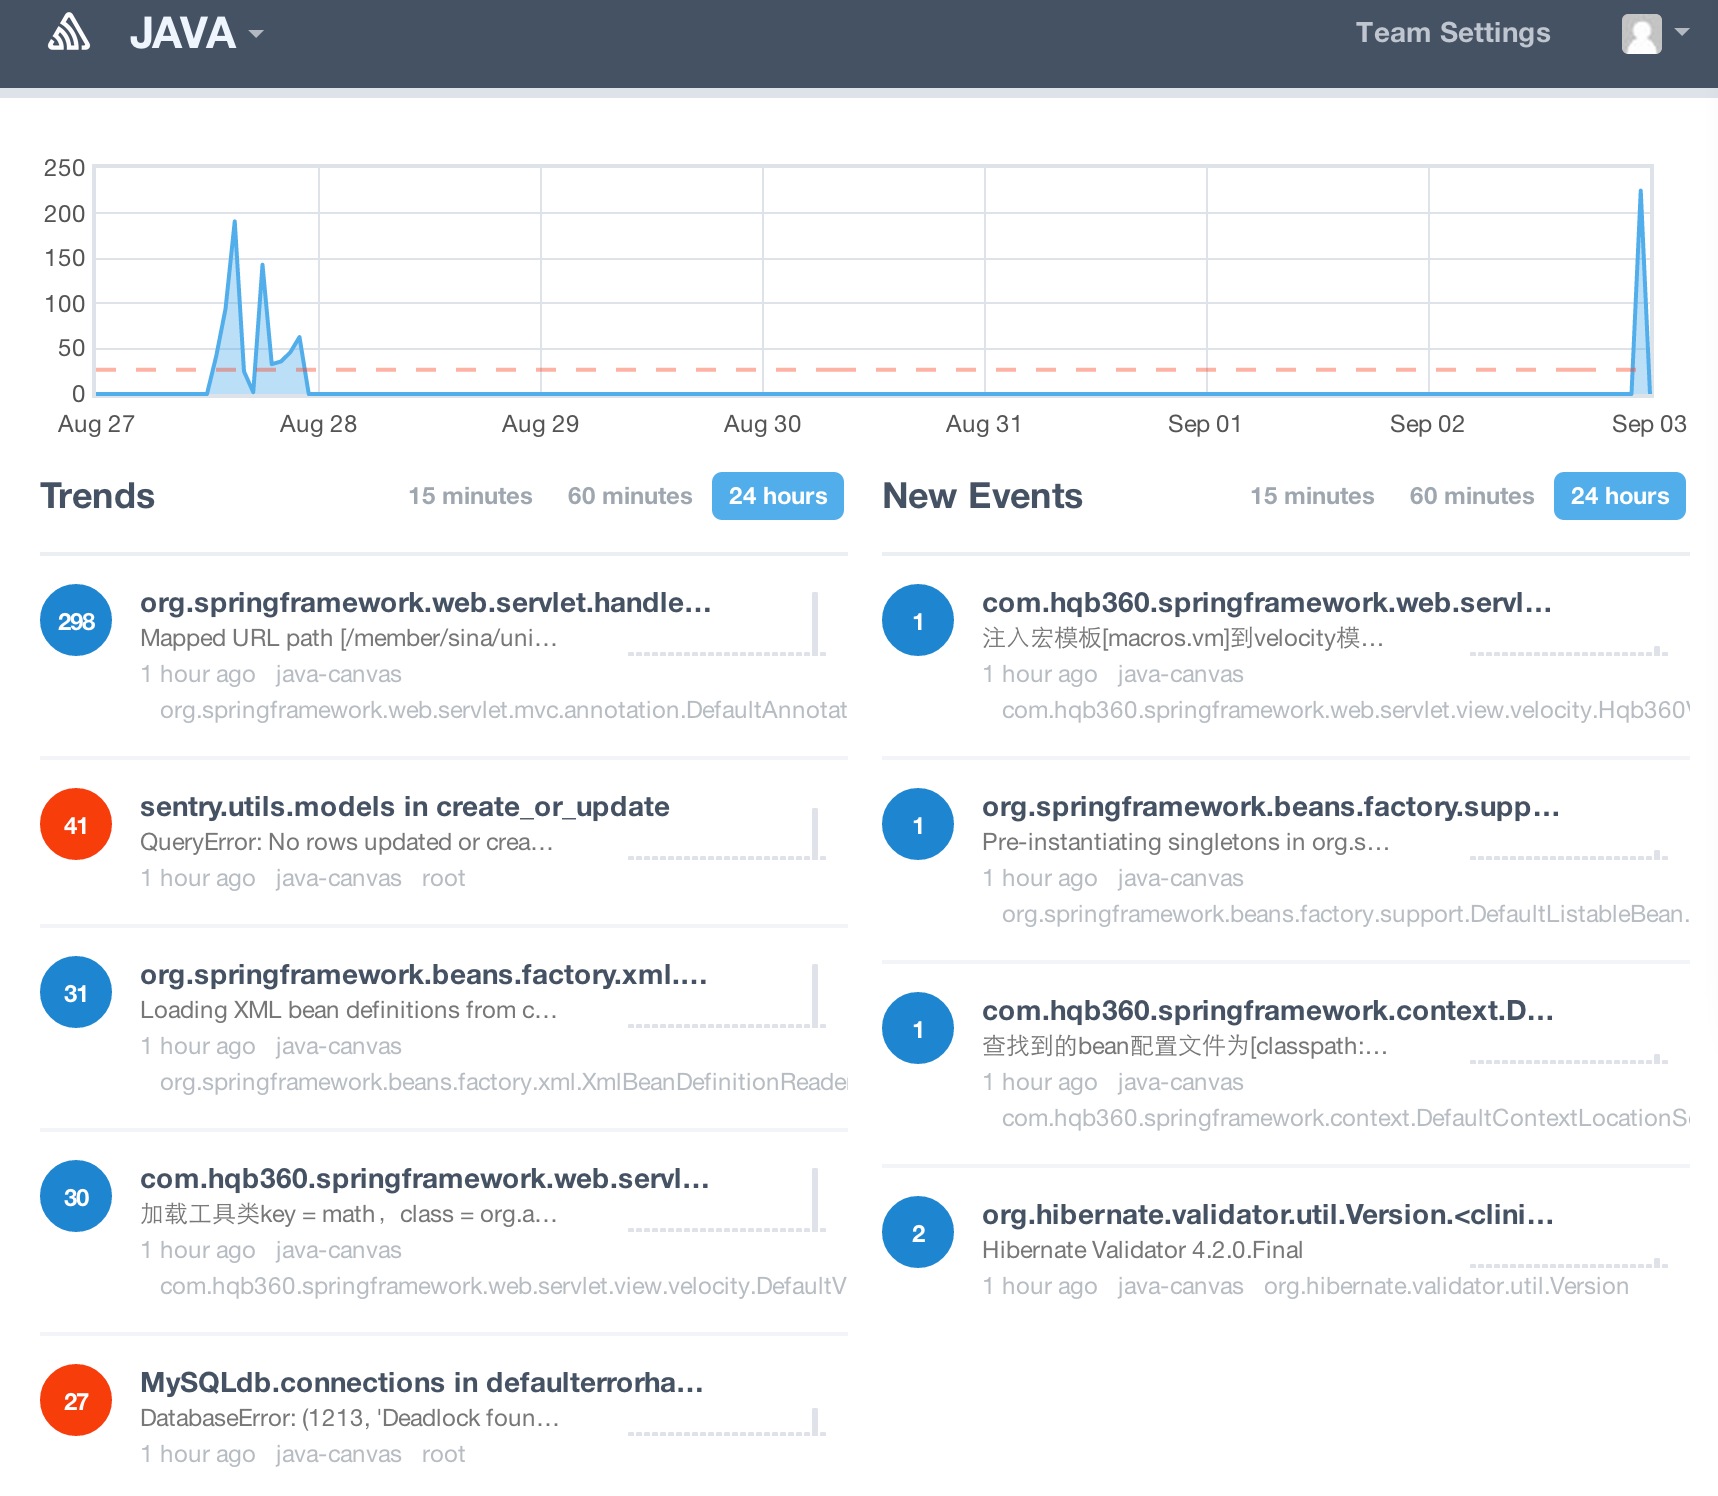 JAVA
Team Settings
250
200
150
100
50
0
Aug 27
Aug 28
Aug 29
Aug 30
Aug 31
Sep 01
Sep 02
Sep 03
Trends
15 minutes
60 minutes
24 hours
298
org.springframework.web.servlet.handle...
Mapped URL path [/member/sina/uni...
1 hour ago java-canvas
org.springframework.web.servlet.mvc.annotation.DefaultAnnotat
41
sentry.utils.models in create_or_update
QueryError: No rows updated or crea...
1 hour ago java-canvas root
31
org.springframework.beans.factory.xml....
Loading XML bean definitions from c...
1 hour ago java-canvas
org.springframework.beans.factory.xml.XmlBeanDefinitionReader
30
com.hqb360.springframework.web.servl...
加载工具类key = math，class = org.a...
1 hour ago java-canvas
com.hqb360.springframework.web.servlet.view.velocity.DefaultV
27
MySQLdb.connections in defaulterrorha...
DatabaseError: (1213, 'Deadlock foun...
1 hour ago java-canvas root
New Events
15 minutes
60 minutes
24 hours
1
com.hqb360.springframework.web.servl...
注入宏模板[macros.vm]到velocity模...
1 hour ago java-canvas
com.hqb360.springframework.web.servlet.view.velocity.Hqb360V
1
org.springframework.beans.factory.supp...
Pre-instantiating singletons in org.s...
1 hour ago java-canvas
org.springframework.beans.factory.support.DefaultListableBean.
1
com.hqb360.springframework.context.D...
查找到的bean配置文件为[classpath:...
1 hour ago java-canvas
com.hqb360.springframework.context.DefaultContextLocationSe
2
org.hibernate.validator.util.Version.<clini...
Hibernate Validator 4.2.0.Final
1 hour ago java-canvas org.hibernate.validator.util.Version